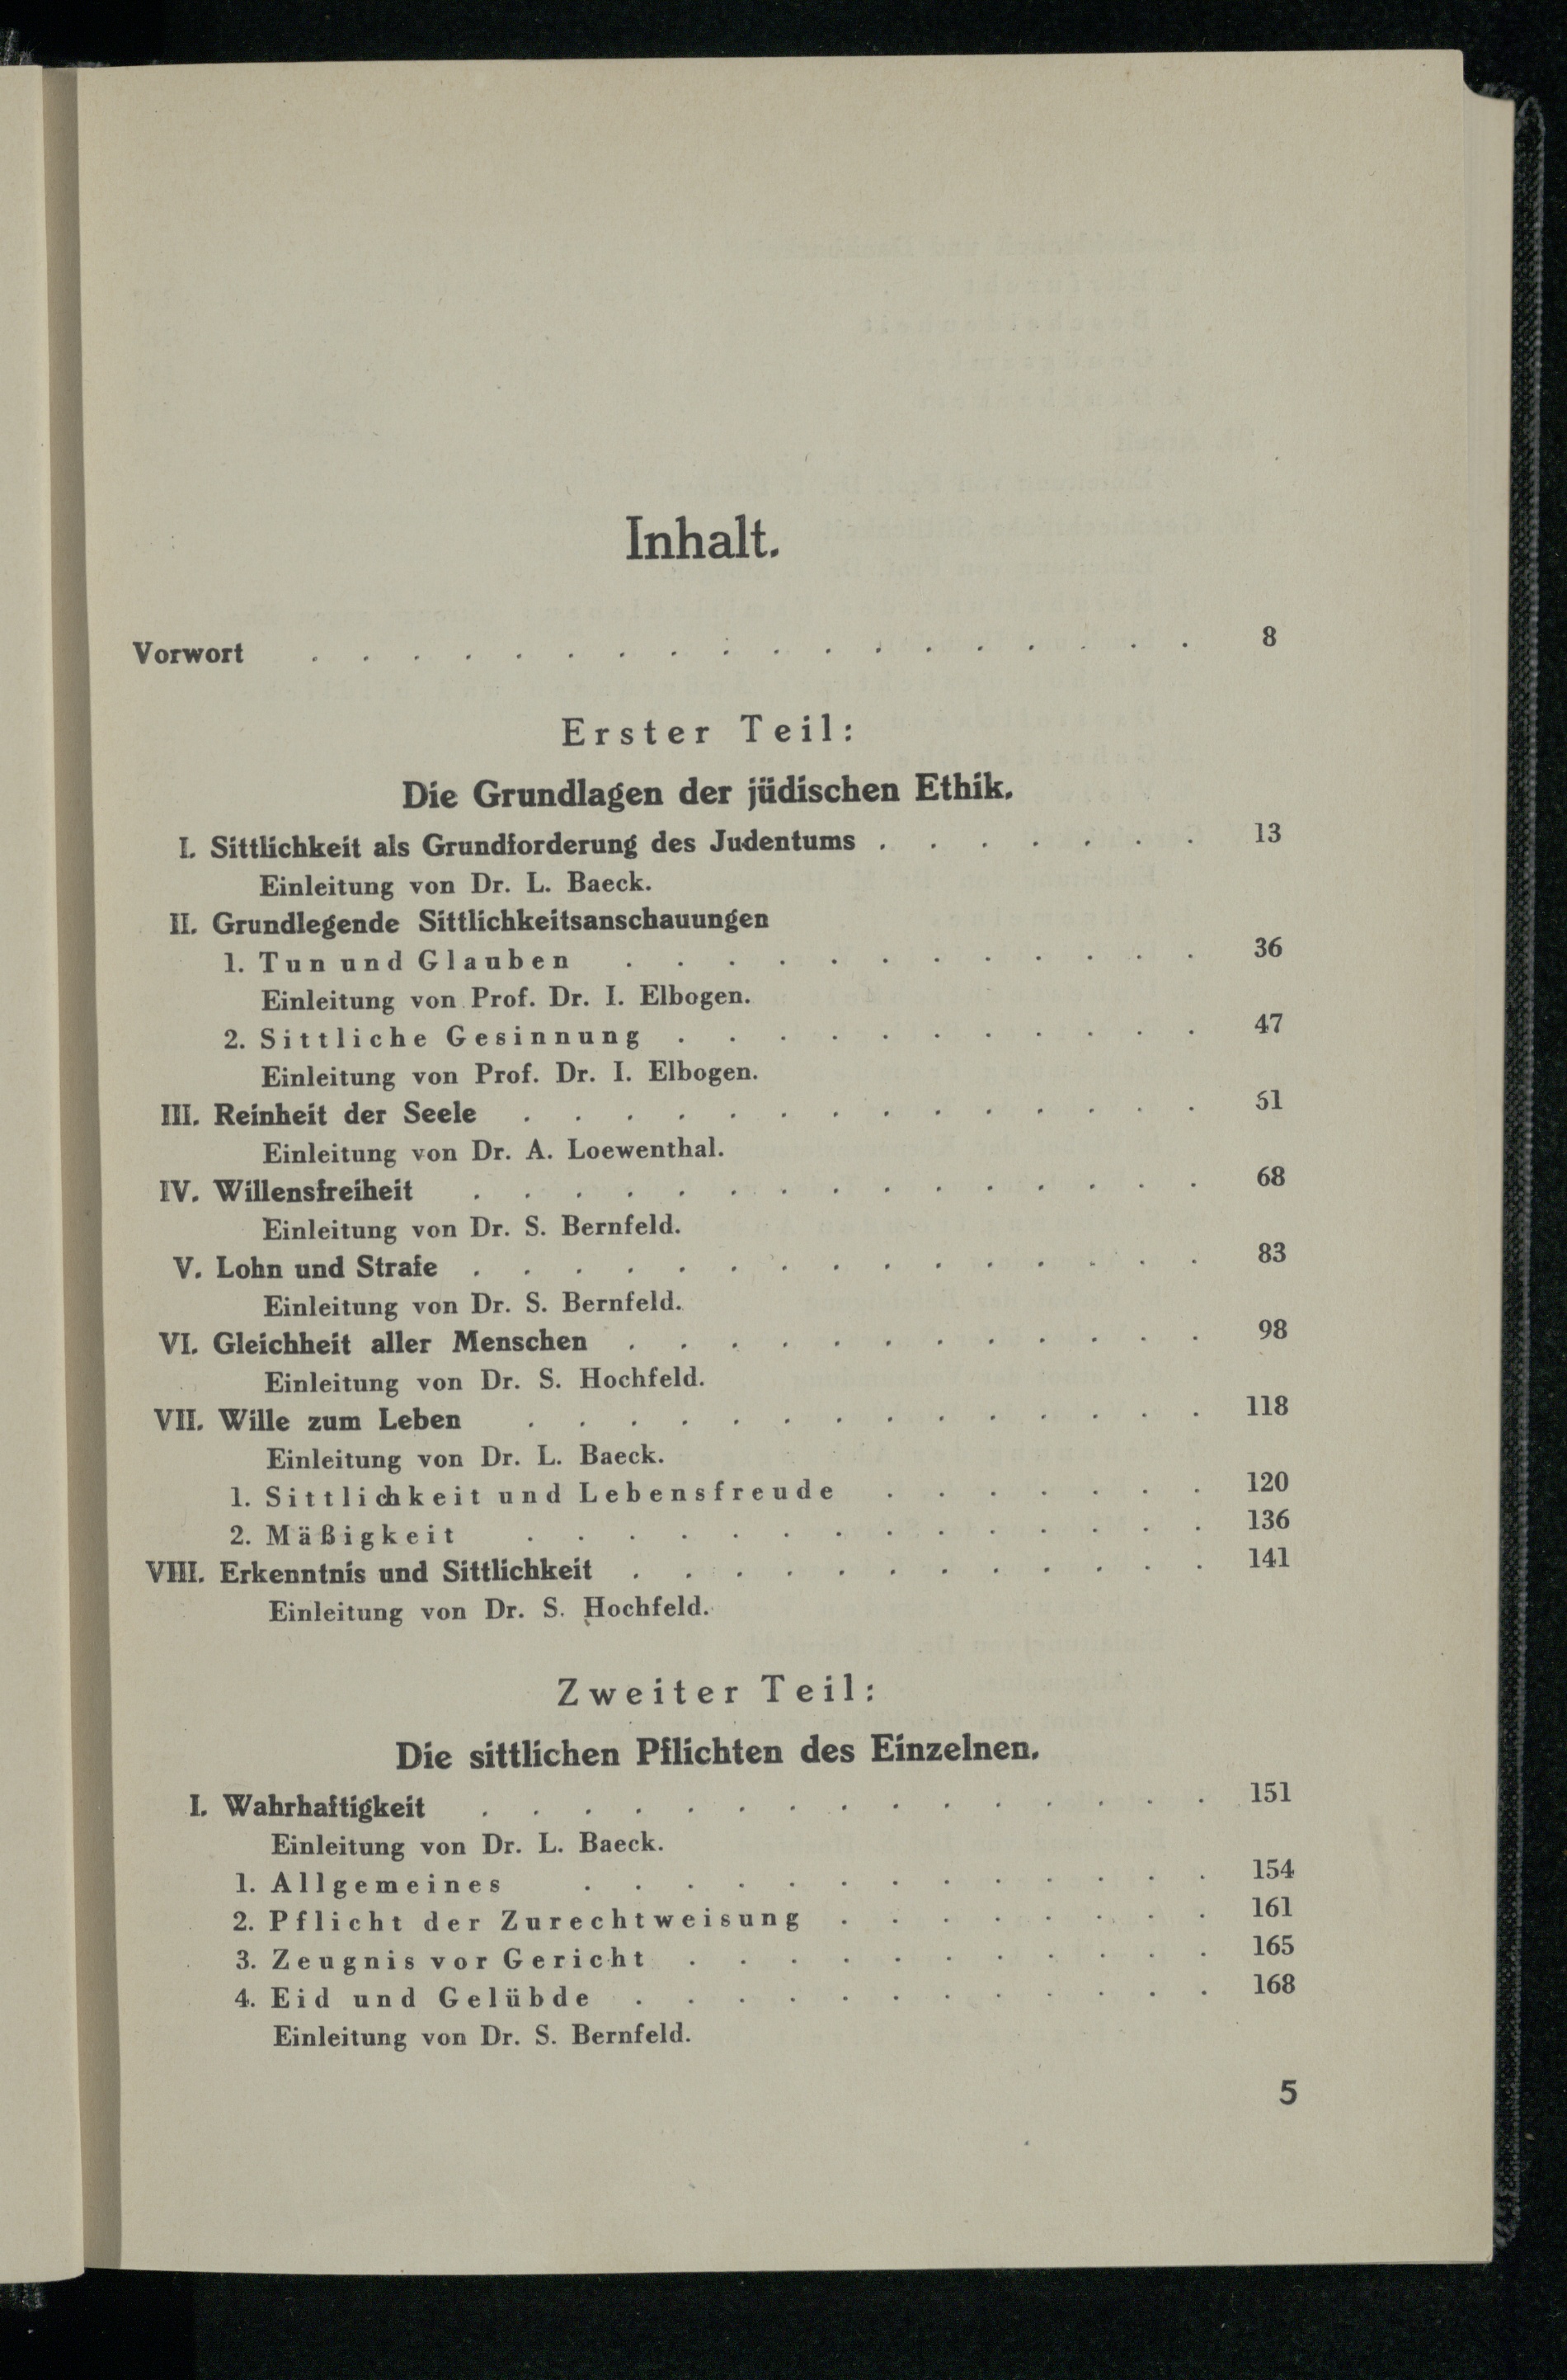 Inhalt.
Vorwort . . . . . . . . . . . . . . . . . . 8
Erster Teil:
Die Grundlagen der jüdischen Ethik.
I. Sittlichkeit als Grundforderung des Judentums . . . . . . . 13
Einleitung von Dr. L. Baeck.
II. Grundlegende Sittlichkeitsanschauungen
1. Tun und Glauben . . . . . . . . . . . . 36
Einleitung von Prof. Dr. I. Elbogen.
2. Sittliche Gesinnung . . . . . . . . . . . 47
Einleitung von Prof. Dr. I. Elbogen.
III. Reinheit der Seele . . . . . . . . . . . . . . 51
Einleitung von Dr. A. Loewenthal.
IV. Willensfreiheit . . . . . . . . . . . . . . . 68
Einleitung von Dr. S. Bernfeld.
V. Lohn und Strafe . . . . . . . . . . . . . . . 83
Einleitung von Dr. S. Bernfeld.
VI. Gleichheit aller Menschen . . . . . . . . . . . . 98
Einleitung von Dr. S. Hochfeld.
VII. Wille zum Leben . . . . . . . . . . . . . . 118
Einleitung von Dr. L. Baeck.
1. Sittlichkeit und Lebensfreude . . . . . . . 120
2. Mäßigkeit . . . . . . . . . . . . . . 136
VIII. Erkenntnis und Sittlichkeit . . . . . . . . . . . . 141
Einleitung von Dr. S. Hochfeld.
Zweiter Teil:
Die sittlichen Pflichten des Einzelnen.
I. Wahrhaftigkeit . . . . . . . . . . . . . . . 151
Einleitung von Dr. L. Baeck.
1. Allgemeines . . . . . . . . . . . . . 154
2. Pflicht der Zurechtweisung . . . . . . . . 161
3. Zeugnis vor Gericht . . . . . . . . . . . 165
4. Eid und Gelübde . . . . . . . . . . . . 168
Einleitung von Dr. S. Bernfeld.
5